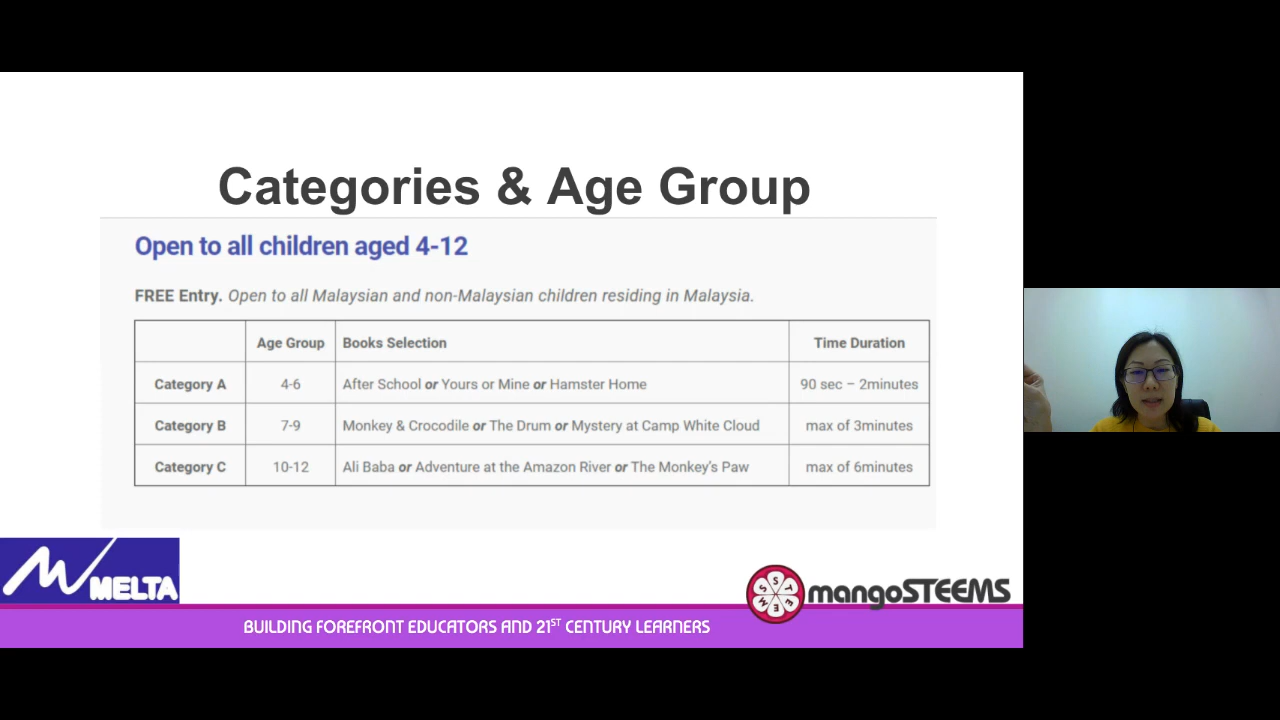 Categories & Age Group
Open to all children aged 4-12
FREE Entry. Open to all Malaysian and non-Malaysian children residing in Malaysia.
Age Group Books Selection Time Duration
Category A 4-6 After School or Yours or Mine or Hamster Home 90 sec – 2minutes
Category B 7-9 Monkey & Crocodile or The Drum or Mystery at Camp White Cloud max of 3minutes
Category C 10-12 Ali Baba or Adventure at the Amazon River or The Monkey's Paw max of 6minutes
MELTA
STEEMS mangoSTEEMS
BUILDING FOREFRONT EDUCATORS AND 21ST CENTURY LEARNERS